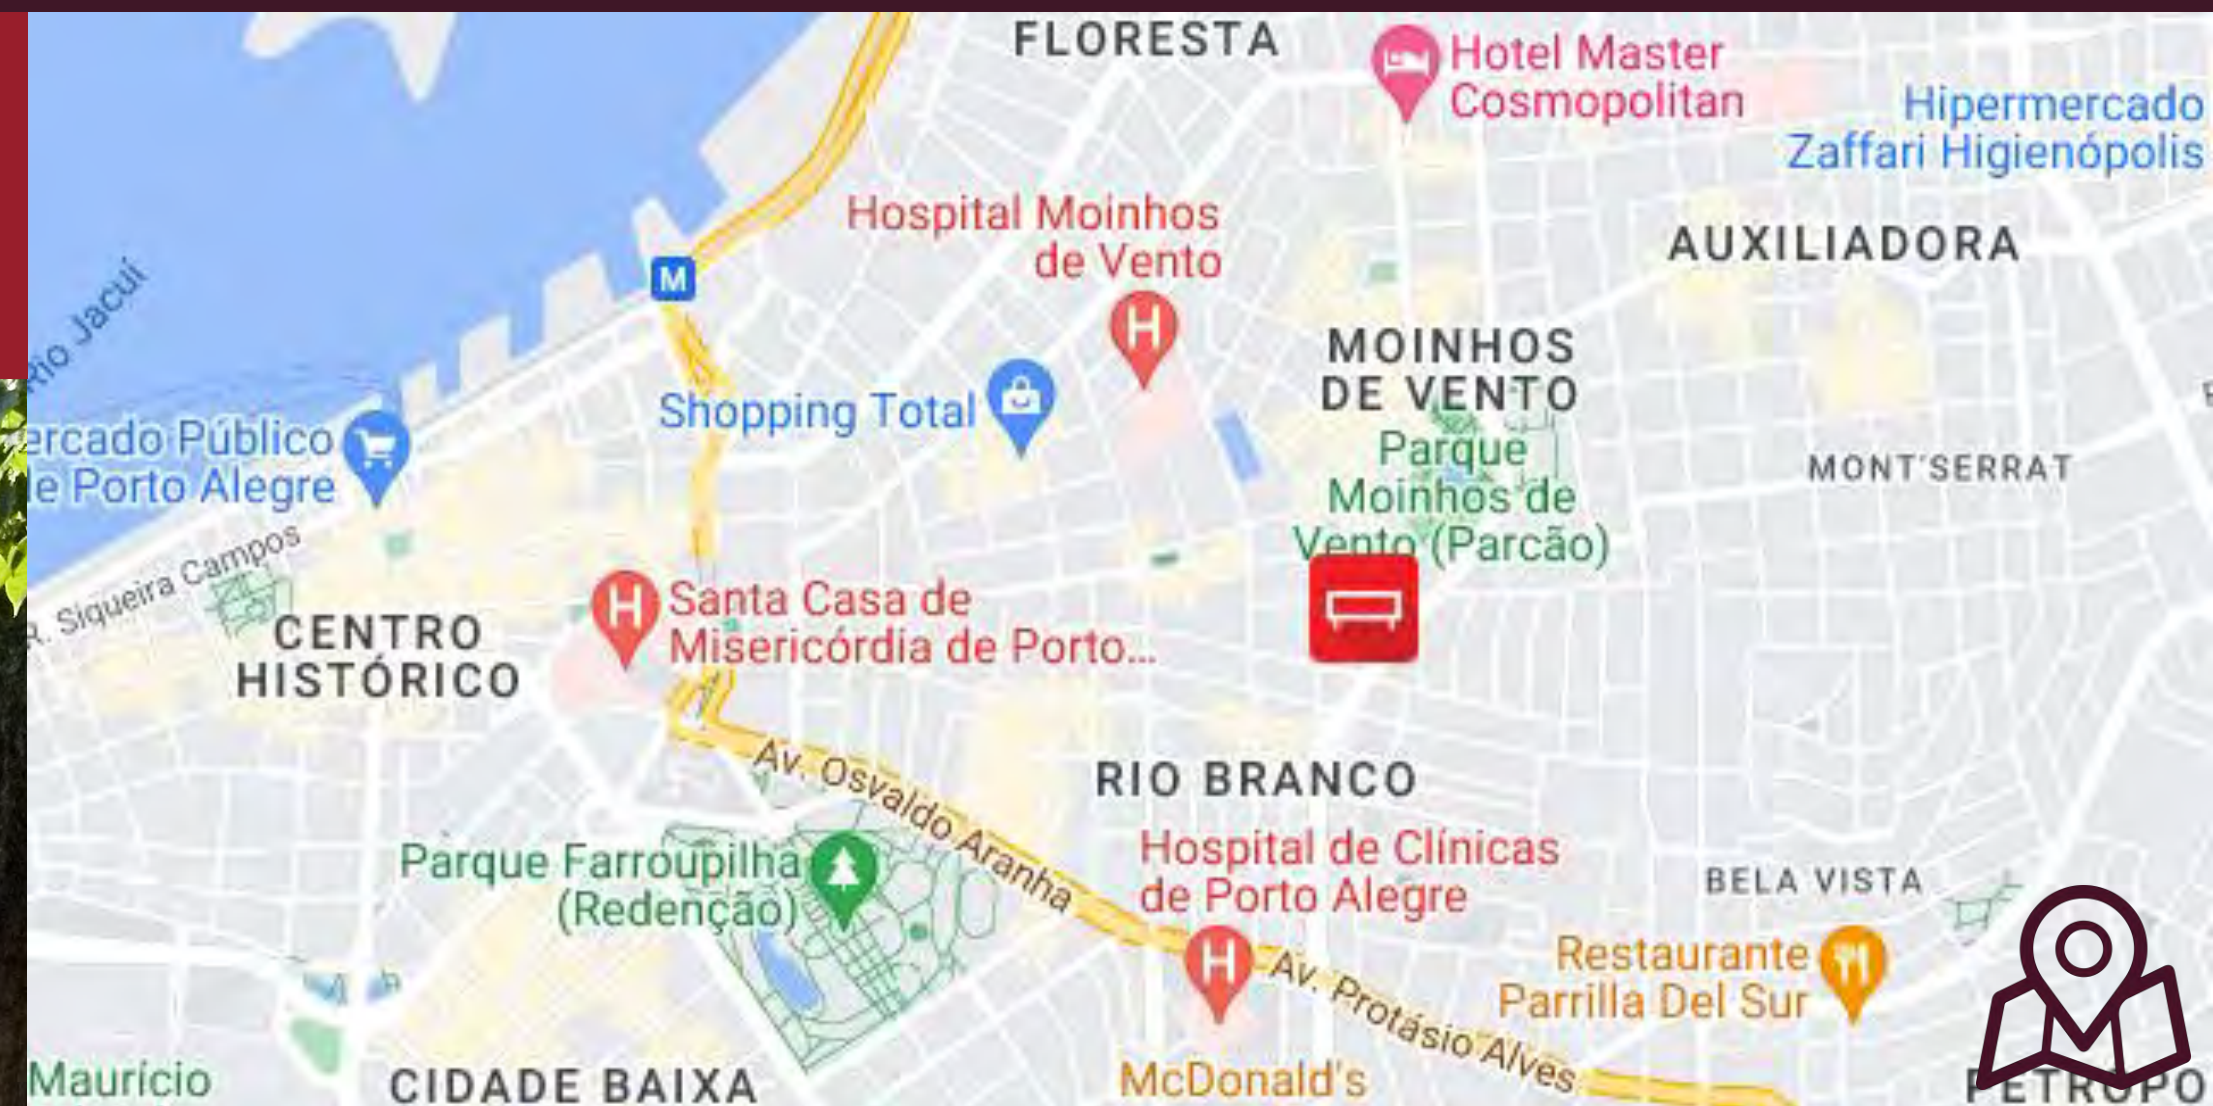 FLORESTA
Hotel Master
Cosmopolitan
Hipermercado
Zaffari Higienópolis
Hospital Moinhos
de Vento
AUXILIADORA
M
Rio Jacuí
H
MOINHOS
DE VENTO
Shopping Total
Parque
Moinhos de
Vento (Parcão)
MONT'SERRAT
ercado Público
de Porto Alegre
R. Siqueira Campos
H
Santa Casa de
Misericórdia de Porto...
CENTRO
HISTÓRICO
Av. Osvaldo Aranha
RIO BRANCO
Parque Farroupilha
(Redenção)
Hospital de Clínicas
de Porto Alegre
H
BELA VISTA
Av. Protásio Alves
Restaurante
Parrilla Del Sur
Maurício
CIDADE BAIXA
McDonald's
PETRÓPO